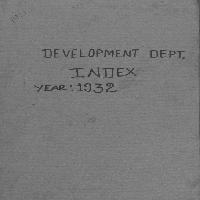 DEVELOPMENT DEPT.
INDEX
YEAR: 1932